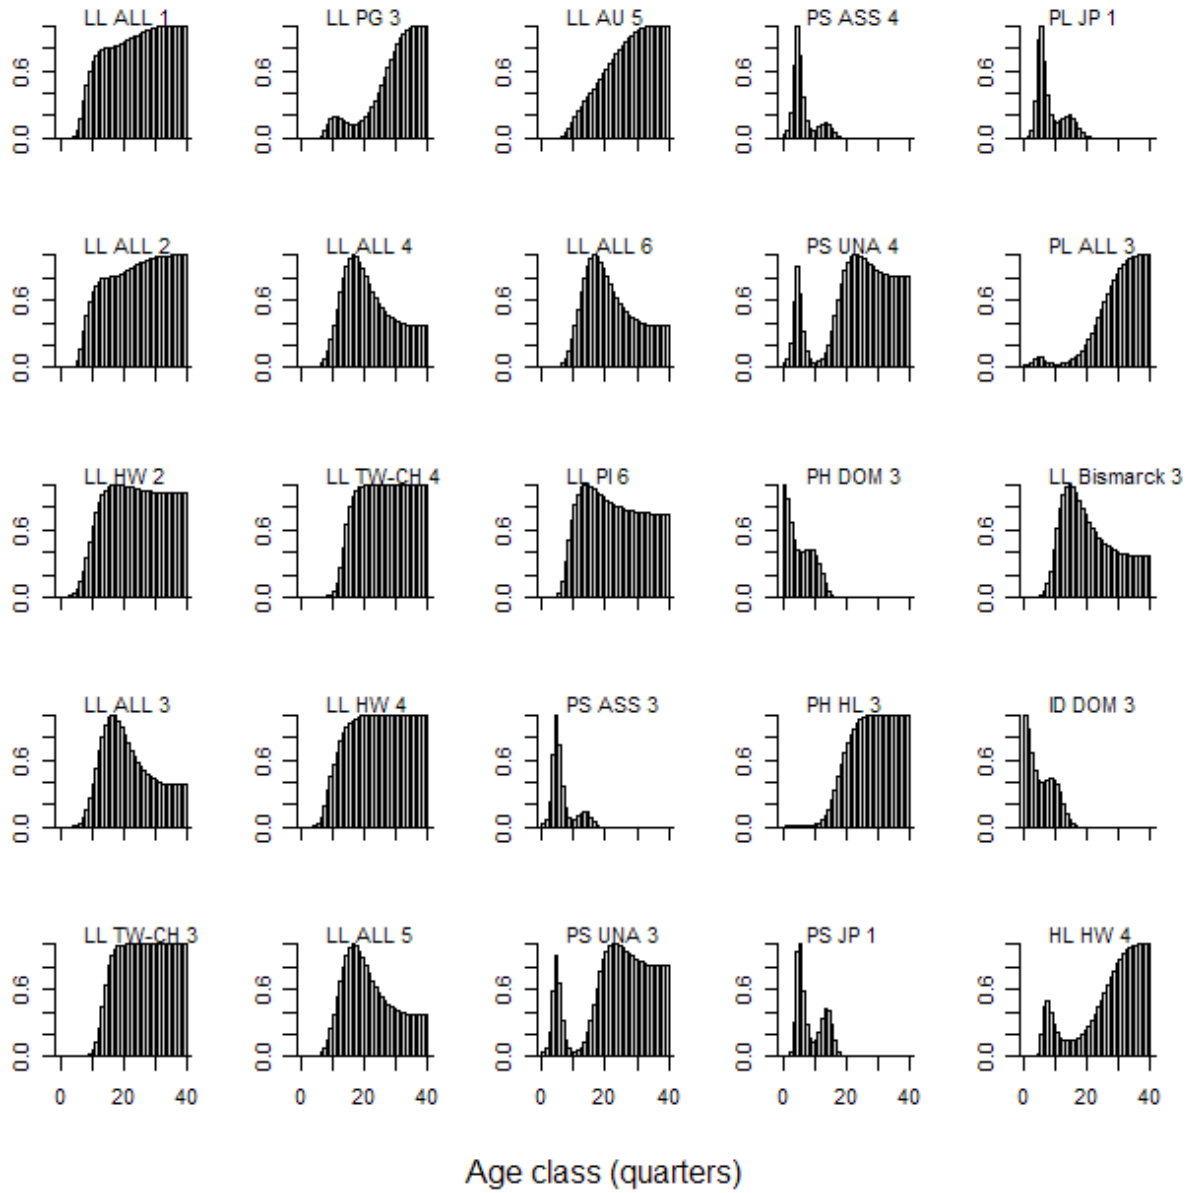 LL ALL 1 LL PG 3 LL AU 5 PS ASS 4 PL JP 1
0.0 0.6 0.0 0.6 0.0 0.6 0.0 0.6 0.0 0.6
LL ALL 2 LL ALL 4 LL ALL 6 PS UNA 4 PL ALL 3
0.0 0.6 0.0 0.6 0.0 0.6 0.0 0.6 0.0 0.6
LL HW 2 LL TW-CH 4 LL PI 6 PH DOM 3 LL Bismarck 3
0.0 0.6 0.0 0.6 0.0 0.6 0.0 0.6 0.0 0.6
LL ALL 3 LL HW 4 PS ASS 3 PH HL 3 ID DOM 3
0.0 0.6 0.0 0.6 0.0 0.6 0.0 0.6 0.0 0.6
LL TW-CH 3 LL ALL 5 PS UNA 3 PS JP 1 HL HW 4
0.0 0.6 0.0 0.6 0.0 0.6 0.0 0.6 0.0 0.6
0 20 40 0 20 40 0 20 40 0 20 40 0 20 40
Age class (quarters)